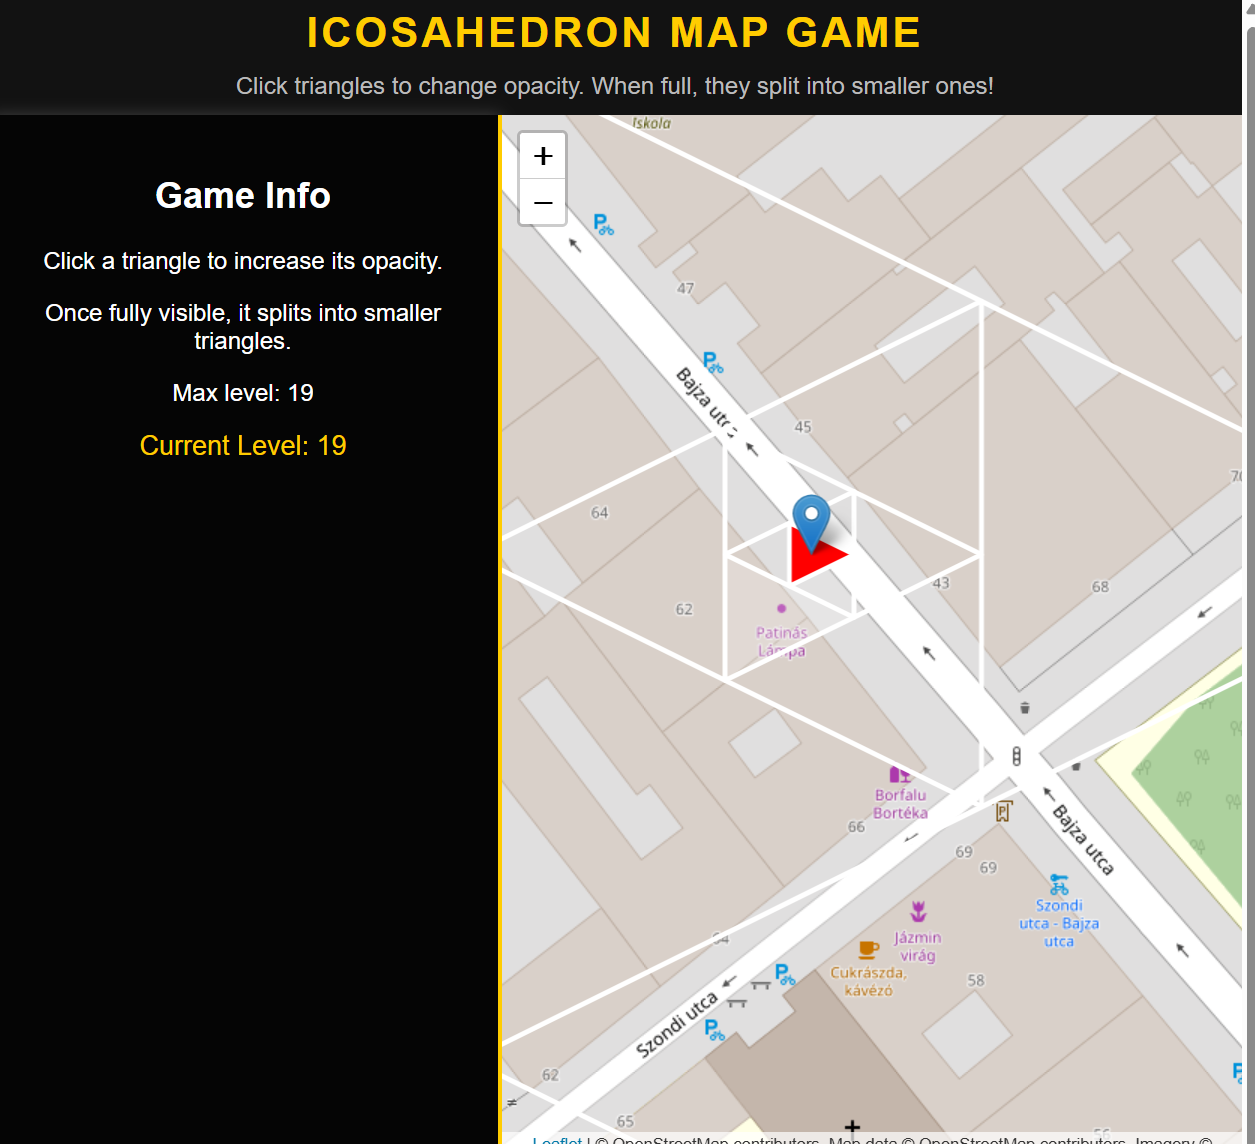 ICOSAHEDRON MAP GAME
Click triangles to change opacity. When full, they split into smaller ones!
Game Info
Click a triangle to increase its opacity.
Once fully visible, it splits into smaller
triangles.
Max level: 19
Current Level: 19
Iskola
+
−
47
Bajza utca
45
64
70
43
68
62
Patinás
Lámpa
Borfalu
Bortéka
66
69
69
Bajza utca
Szondi
utca - Bajza
utca
Jázmin
virág
Cukrászda,
kávézó
58
Szondi utca
62
65
Leaflet | © OpenStreetMap contributors, Map data © OpenStreetMap contributors, Imagery ©